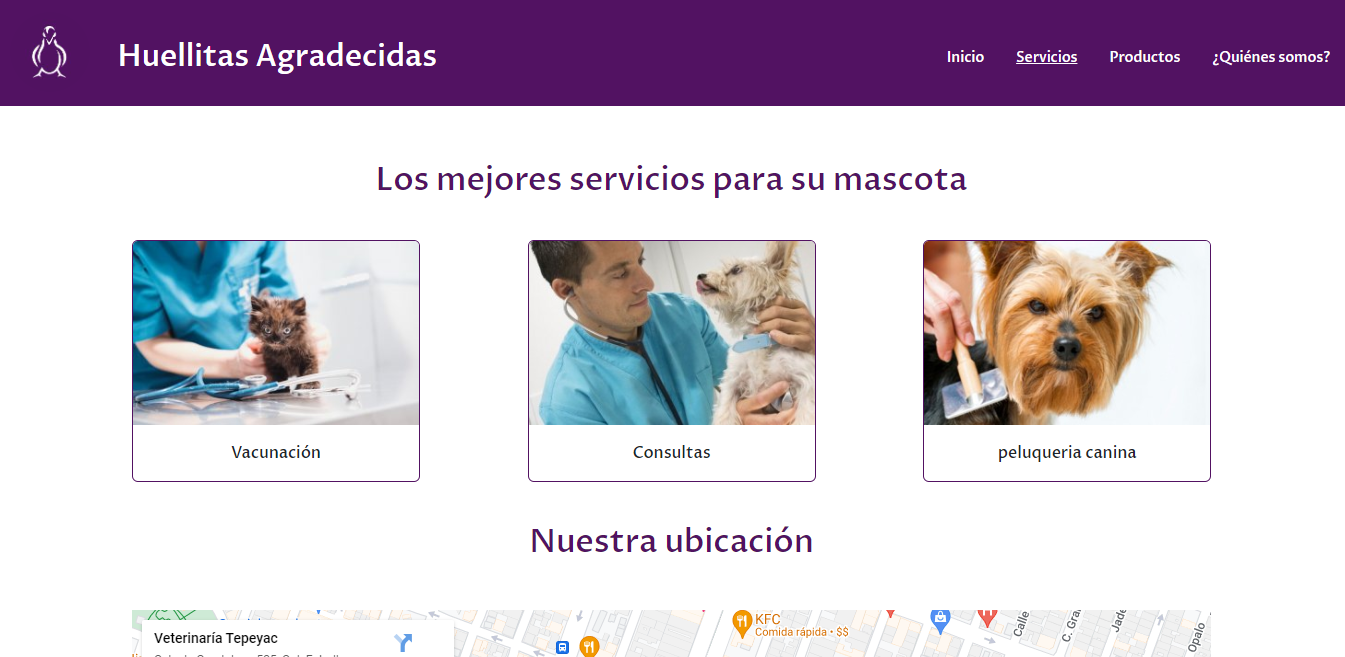 Huellitas Agradecidas
Inicio Servicios Productos ¿Quiénes somos?
Los mejores servicios para su mascota
Vacunación
Consultas
peluqueria canina
Nuestra ubicación
Veterinaría Tepeyac
KFC
Comida rápida • $$
Calle
C. Gra
Jade
Opalo